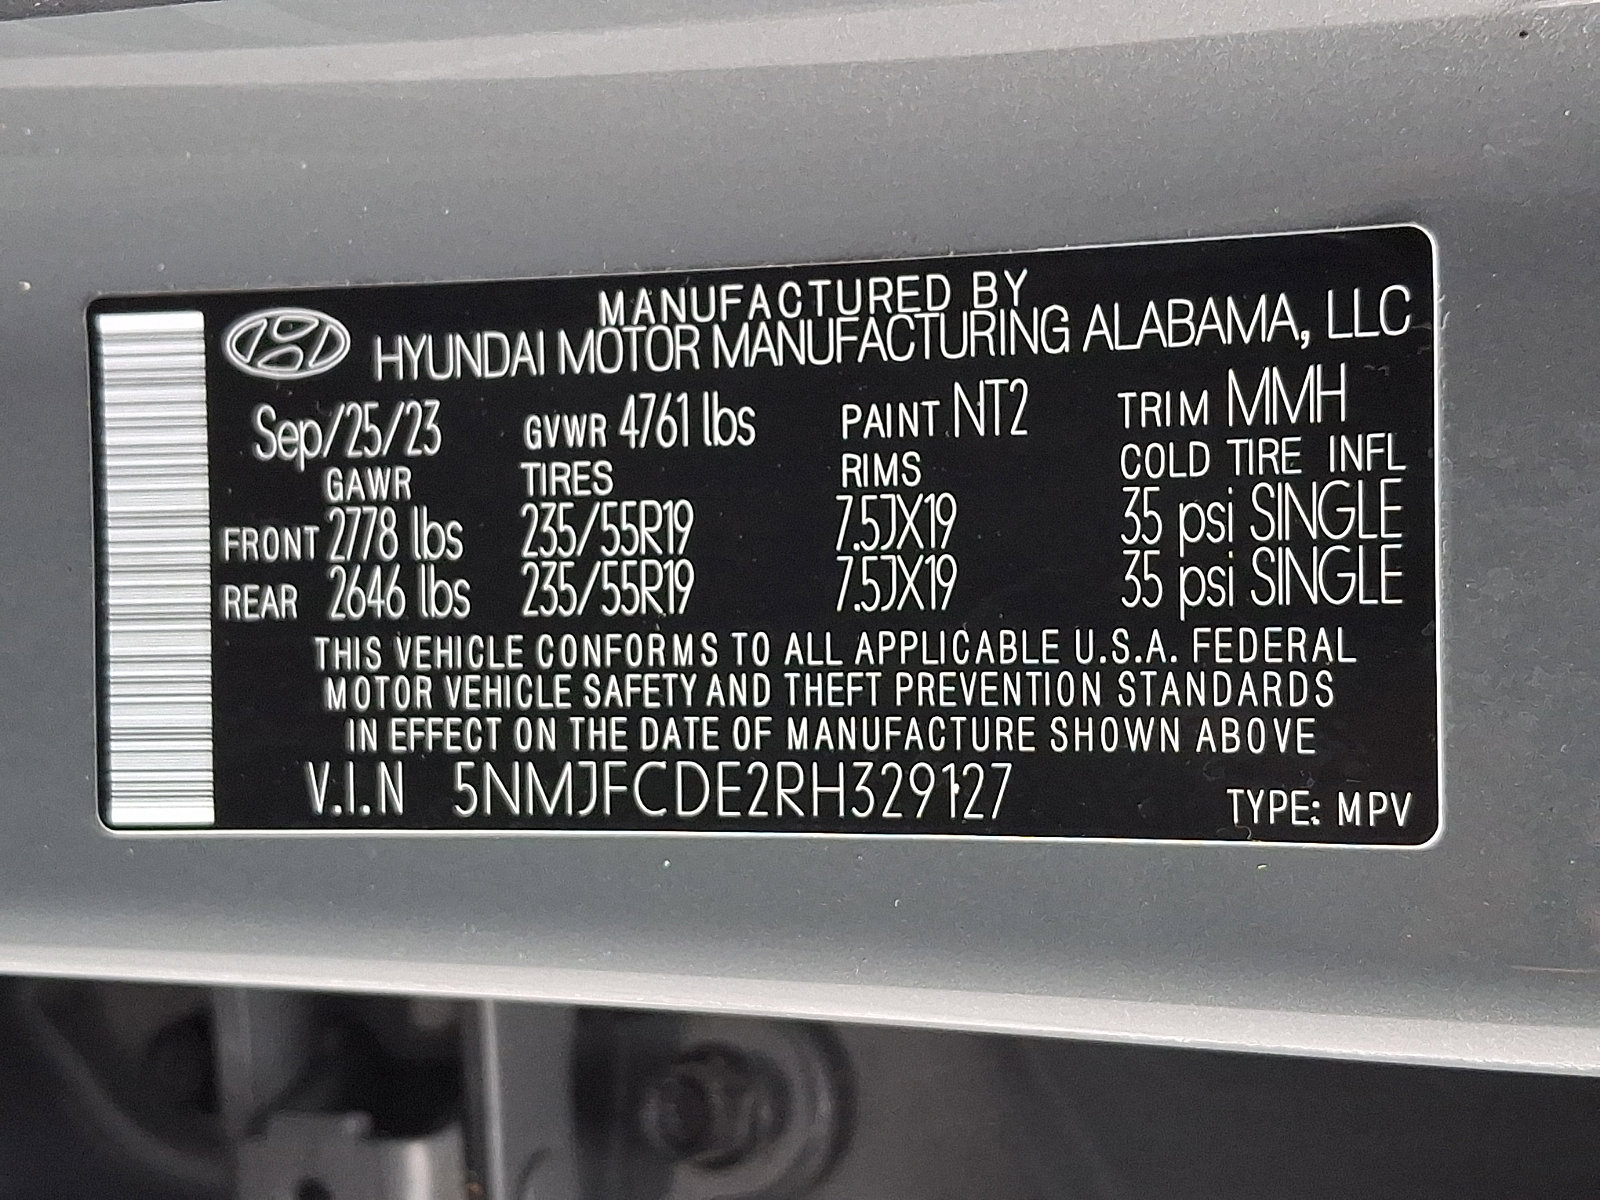 MANUFACTURED BY
HYUNDAI MOTOR MANUFACTURING ALABAMA, LLC
Sep/25/23 GVWR 4761 lbs PAINT NT2 TRIM MMH
GAWR TIRES RIMS COLD TIRE INFL
FRONT 2778 lbs 235/55R19 7.5JX19 35 psi SINGLE
REAR 2646 lbs 235/55R19 7.5JX19 35 psi SINGLE
THIS VEHICLE CONFORMS TO ALL APPLICABLE U.S.A. FEDERAL
MOTOR VEHICLE SAFETY AND THEFT PREVENTION STANDARDS
IN EFFECT ON THE DATE OF MANUFACTURE SHOWN ABOVE
V.I.N 5NMJFCDE2RH329127 TYPE: MPV